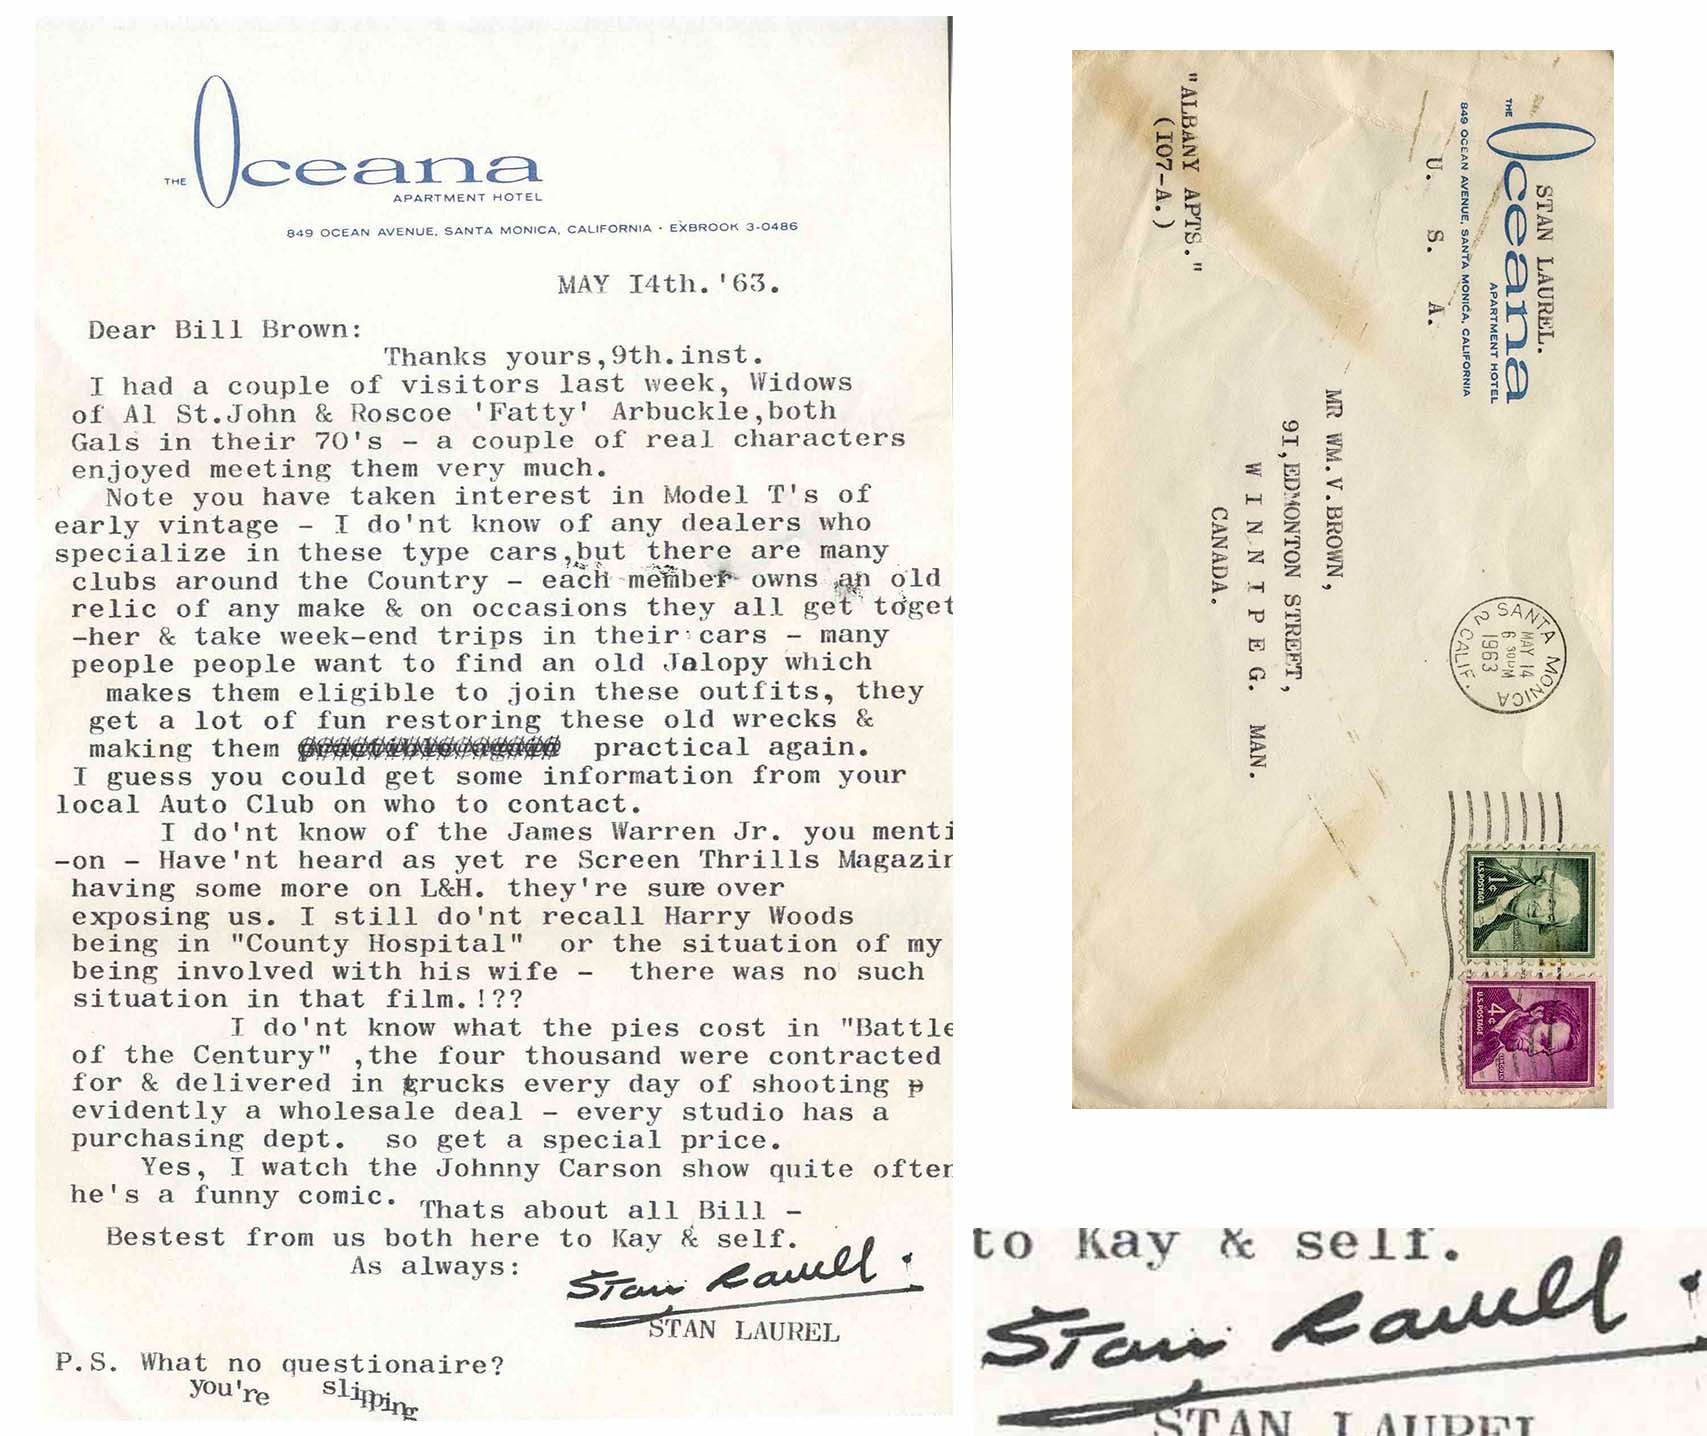 THE Oceana
APARTMENT HOTEL
849 OCEAN AVENUE, SANTA MONICA, CALIFORNIA · EXBROOK 3-0486
MAY I4th.'63.
Dear Bill Brown:
Thanks yours,9th.inst.
I had a couple of visitors last week, Widows
of Al St.John & Roscoe 'Fatty' Arbuckle,both
Gals in their 70's - a couple of real characters
enjoyed meeting them very much.
Note you have taken interest in Model T's of
early vintage - I do'nt know of any dealers who
specialize in these type cars,but there are many
clubs around the Country - each member owns an old
relic of any make & on occasions they all get toget
-her & take week-end trips in their cars - many
people people want to find an old Jalopy which
makes them eligible to join these outfits, they
get a lot of fun restoring these old wrecks &
making them practical again.
I guess you could get some information from your
local Auto Club on who to contact.
I do'nt know of the James Warren Jr. you menti
-on - Have'nt heard as yet re Screen Thrills Magazin
having some more on L&H. they're sure over
exposing us. I still do'nt recall Harry Woods
being in "County Hospital" or the situation of my
being involved with his wife - there was no such
situation in that film.!??
I do'nt know what the pies cost in "Battle
of the Century" ,the four thousand were contracted
for & delivered in trucks every day of shooting
evidently a wholesale deal - every studio has a
purchasing dept. so get a special price.
Yes, I watch the Johnny Carson show quite often
he's a funny comic.
Thats about all Bill -
Bestest from us both here to Kay & self.
As always:
Stan Laurel
STAN LAUREL
P.S. What no questionaire?
you're slipping
STAN LAUREL.
THE Oceana
APARTMENT HOTEL
849 OCEAN AVENUE, SANTA MONICA, CALIFORNIA
U. S. A.
MR WM.V.BROWN,
9I,EDMONTON STREET,
WINNIPEG. MAN.
CANADA.
"ALBANY APTS."
(I07-A.)
SANTA MONICA
2 CALIF.
MAY 14
6 30PM
1963
1¢
U.S. POSTAGE
4¢
U.S. POSTAGE
to Kay & self.
Stan Laurel
STAN LAUREL